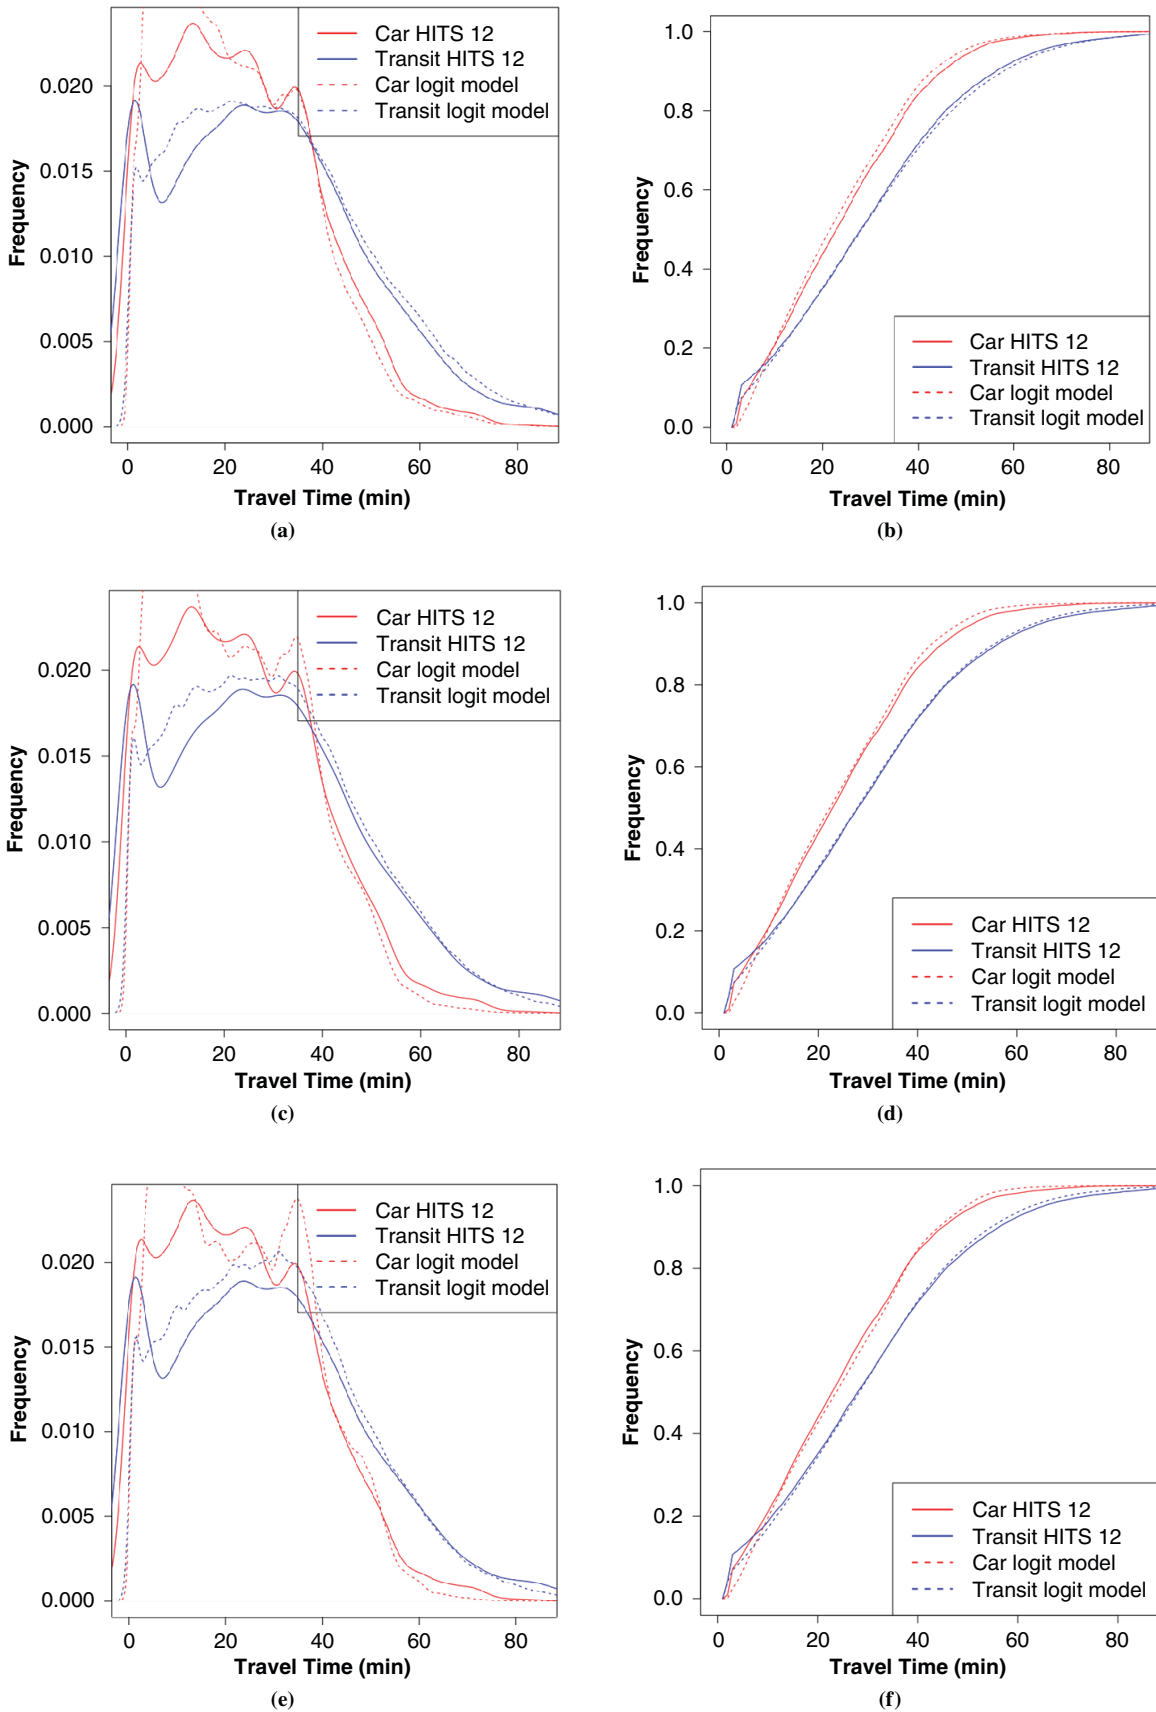 0.020
0.015
0.010
0.005
0.000
Frequency
0
20
40
60
80
Travel Time (min)
Car HITS 12
Transit HITS 12
Car logit model
Transit logit model
(a)
1.0
0.8
0.6
0.4
0.2
0.0
Frequency
0
20
40
60
80
Travel Time (min)
Car HITS 12
Transit HITS 12
Car logit model
Transit logit model
(b)
0.020
0.015
0.010
0.005
0.000
Frequency
0
20
40
60
80
Travel Time (min)
Car HITS 12
Transit HITS 12
Car logit model
Transit logit model
(c)
1.0
0.8
0.6
0.4
0.2
0.0
Frequency
0
20
40
60
80
Travel Time (min)
Car HITS 12
Transit HITS 12
Car logit model
Transit logit model
(d)
0.020
0.015
0.010
0.005
0.000
Frequency
0
20
40
60
80
Travel Time (min)
Car HITS 12
Transit HITS 12
Car logit model
Transit logit model
(e)
1.0
0.8
0.6
0.4
0.2
0.0
Frequency
0
20
40
60
80
Travel Time (min)
Car HITS 12
Transit HITS 12
Car logit model
Transit logit model
(f)